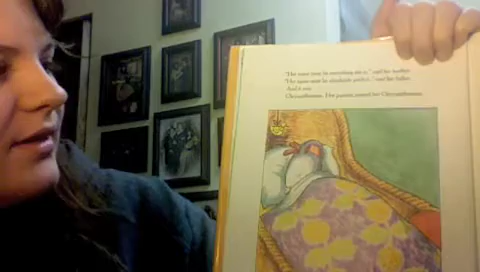 "Her name must be everything she is," said her mother.
"Her name must be absolutely perfect," said her father.
And it was.
Chrysanthemum. Her parents named her Chrysanthemum.